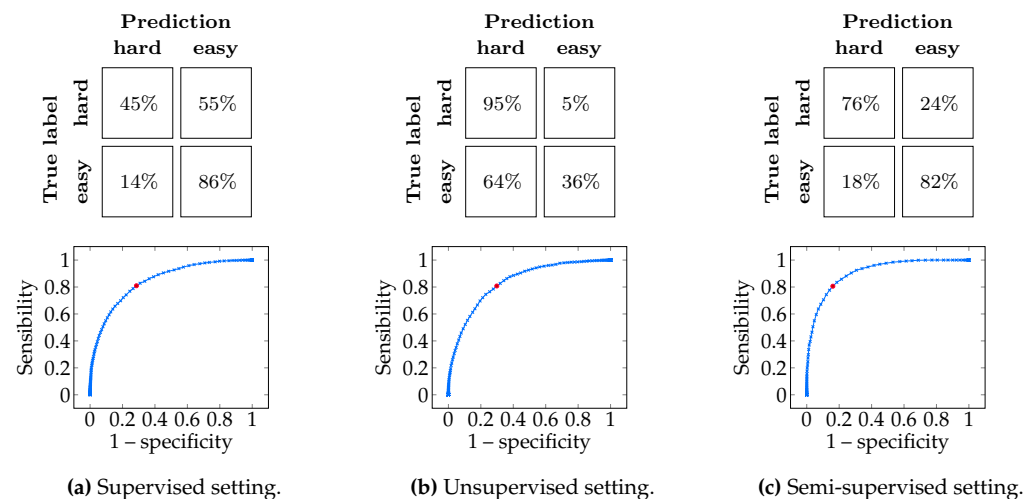 Prediction
hard easy
True label
hard
easy
45% 55%
14% 86%
Sensibility
1
0.8
0.6
0.4
0.2
0
0 0.2 0.4 0.6 0.8 1
1 – specificity
(a) Supervised setting.
Prediction
hard easy
True label
hard
easy
95% 5%
64% 36%
Sensibility
1
0.8
0.6
0.4
0.2
0
0 0.2 0.4 0.6 0.8 1
1 – specificity
(b) Unsupervised setting.
Prediction
hard easy
True label
hard
easy
76% 24%
18% 82%
Sensibility
1
0.8
0.6
0.4
0.2
0
0 0.2 0.4 0.6 0.8 1
1 – specificity
(c) Semi-supervised setting.